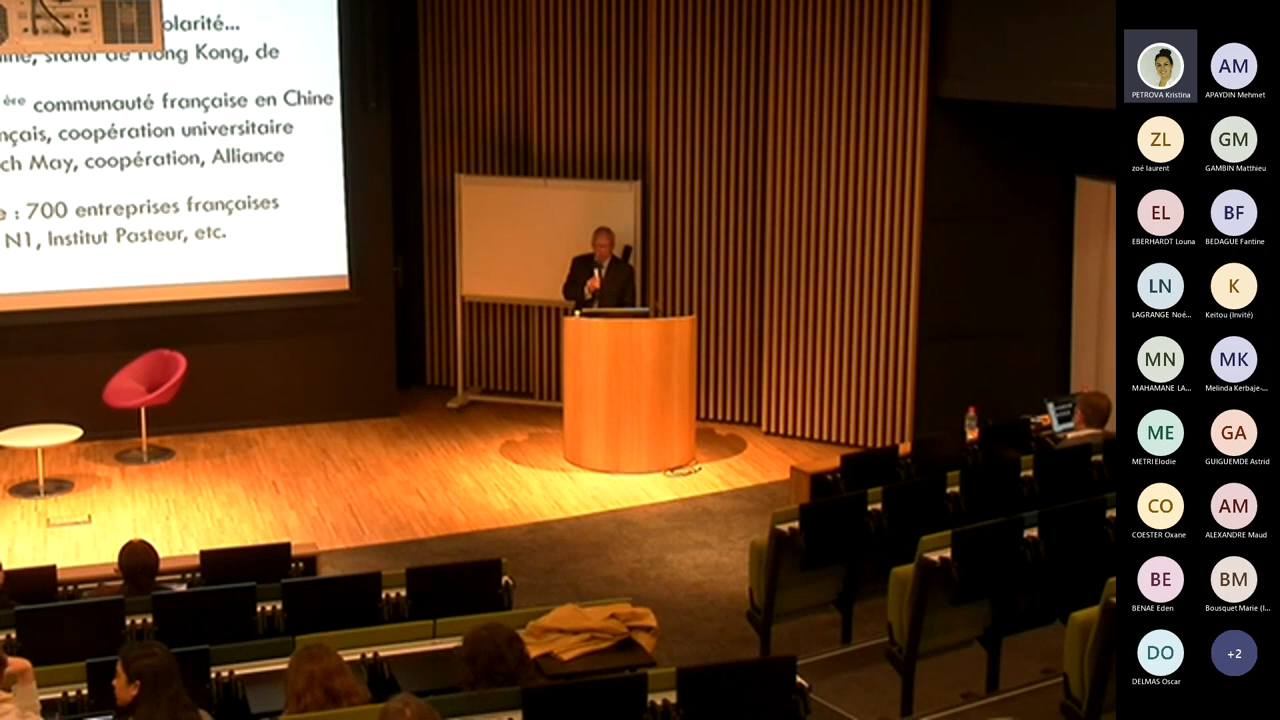 olarité...
statut de Hong Kong, de
ère communauté française en Chine
nçais, coopération universitaire
ch May, coopération, Alliance
e : 700 entreprises françaises
N1, Institut Pasteur, etc.
PETROVA Kristina
AM
APAYDIN Mehmet
ZL
zoé laurent
GM
GAMBIN Matthieu
EL
EBERHARDT Louna
BF
BEDAGUE Fantine
LN
LAGRANGE Noé...
K
Keitou (Invité)
MN
MAHAMANE LA...
MK
Melinda Kerbaje-...
ME
METRI Elodie
GA
GUIGUEMDE Astrid
CO
COESTER Oxane
AM
ALEXANDRE Maud
BE
BENAE Eden
BM
Bousquet Marie (I...
DO
DELMAS Oscar
+2